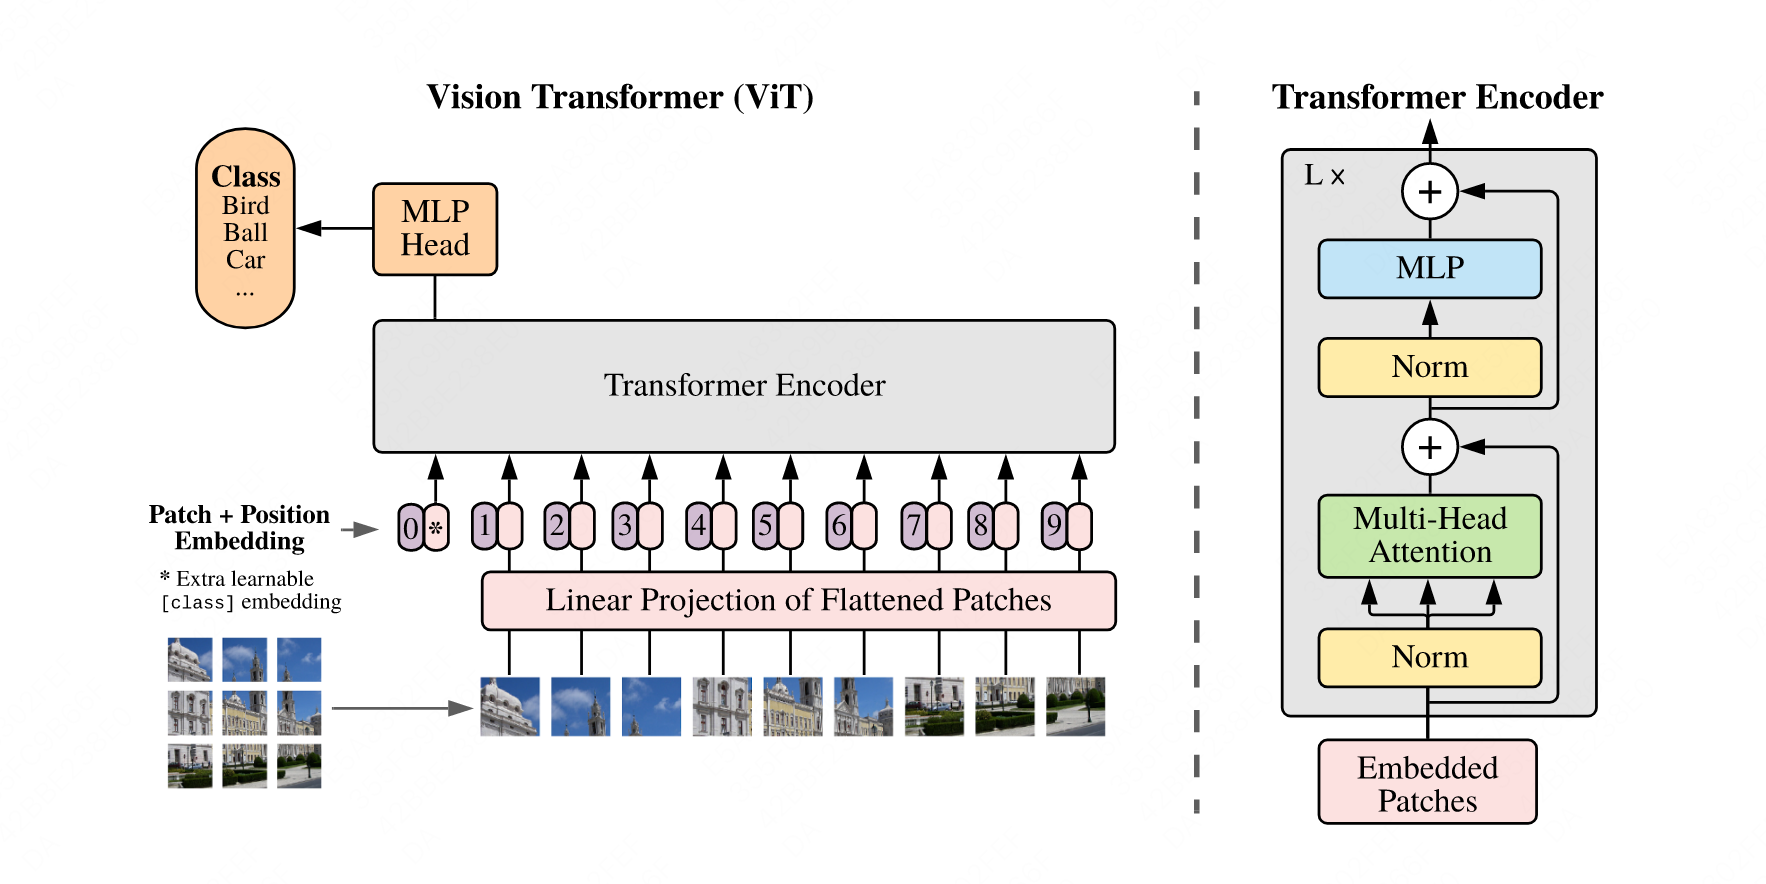 Vision Transformer (ViT)
Class
Bird
Ball
Car
...
MLP
Head
Transformer Encoder
Patch + Position
Embedding
0 * 1 2 3 4 5 6 7 8 9
* Extra learnable
[class] embedding
Linear Projection of Flattened Patches
Transformer Encoder
L x
+
MLP
Norm
+
Multi-Head
Attention
Norm
Embedded
Patches